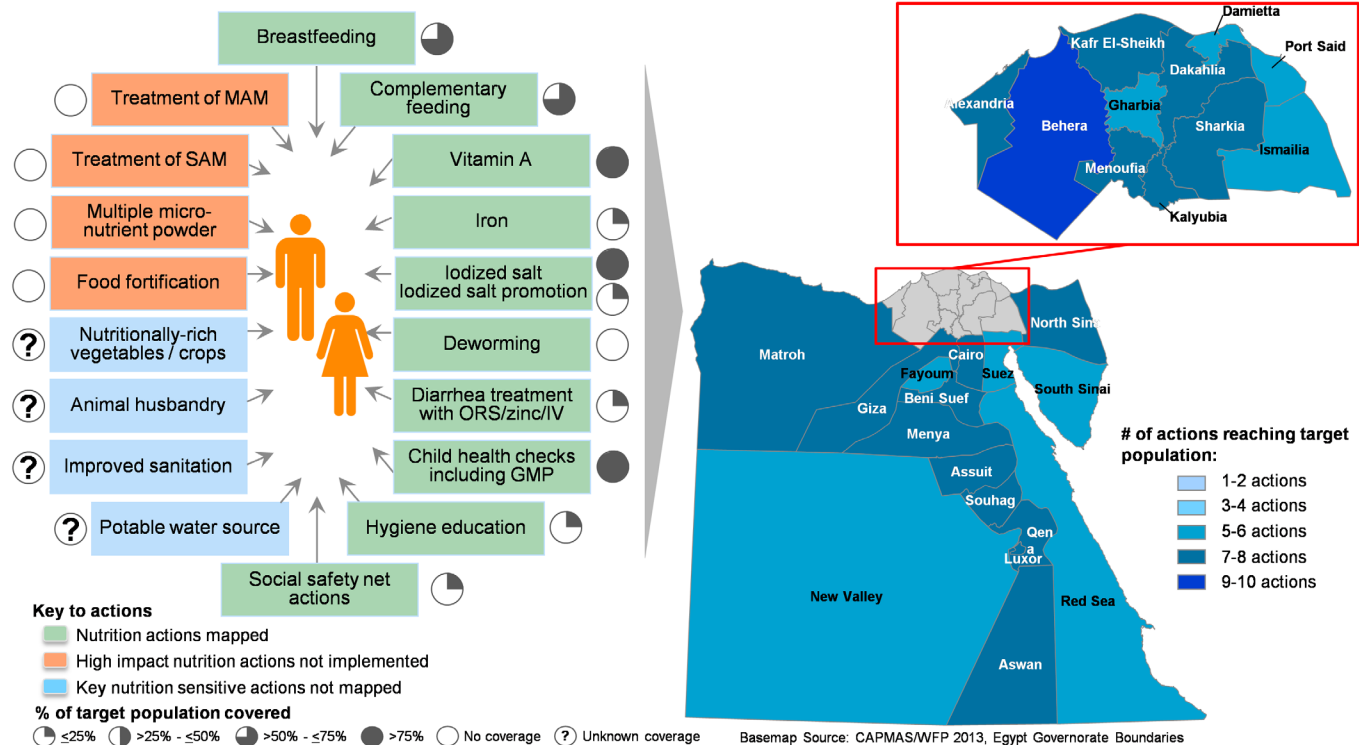 Breastfeeding
Treatment of MAM
Complementary
feeding
Treatment of SAM
Vitamin A
Multiple micro-
nutrient powder
Iron
Food fortification
Iodized salt
Iodized salt promotion
?
Nutritionally-rich
vegetables / crops
Deworming
?
Animal husbandry
Diarrhea treatment
with ORS/zinc/IV
?
Improved sanitation
Child health checks
including GMP
?
Potable water source
Hygiene education
Social safety net
actions
Key to actions
Nutrition actions mapped
High impact nutrition actions not implemented
Key nutrition sensitive actions not mapped
% of target population covered
≤25%
>25% - ≤50%
>50% - ≤75%
>75%
No coverage
? Unknown coverage
Damietta
Kafr El-Sheikh
Port Said
Dakahlia
Alexandria
Gharbia
Behera
Sharkia
Ismailia
Menoufia
Kalyubia
North Sina
Matroh
Cairo
Fayoum
Suez
South Sinai
Beni Suef
Giza
Menya
Assuit
Souhag
Qen
a
Luxor
New Valley
Red Sea
Aswan
# of actions reaching target
population:
1-2 actions
3-4 actions
5-6 actions
7-8 actions
9-10 actions
Basemap Source: CAPMAS/WFP 2013, Egypt Governorate Boundaries